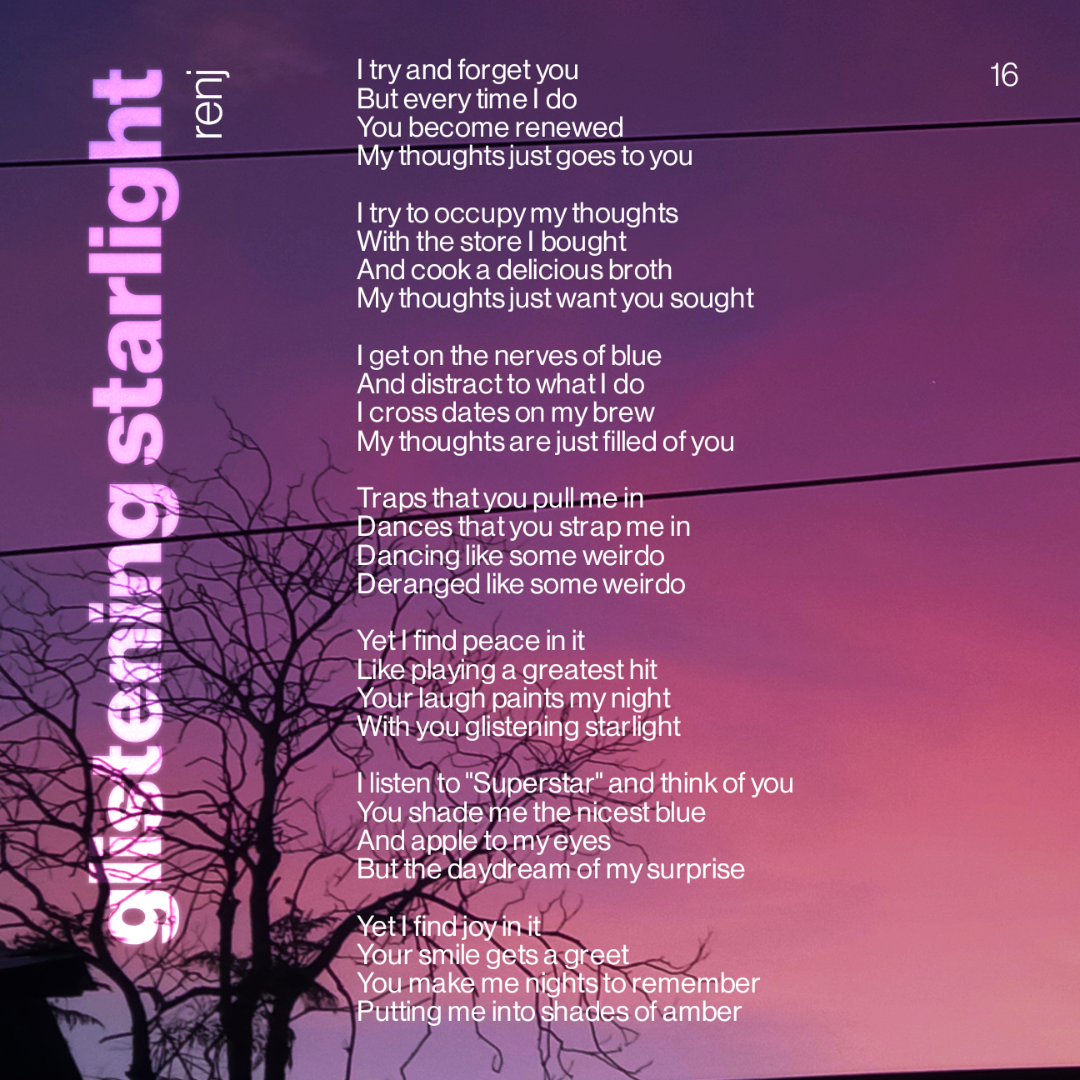 glistening starlight
renj
16
I try and forget you
But every time I do
You become renewed
My thoughts just goes to you
I try to occupy my thoughts
With the store I bought
And cook a delicious broth
My thoughts just want you sought
I get on the nerves of blue
And distract to what I do
I cross dates on my brew
My thoughts are just filled of you
Traps that you pull me in
Dances that you strap me in
Dancing like some weirdo
Deranged like some weirdo
Yet I find peace in it
Like playing a greatest hit
Your laugh paints my night
With you glistening starlight
I listen to "Superstar" and think of you
You shade me the nicest blue
And apple to my eyes
But the daydream of my surprise
Yet I find joy in it
Your smile gets a greet
You make me nights to remember
Putting me into shades of amber